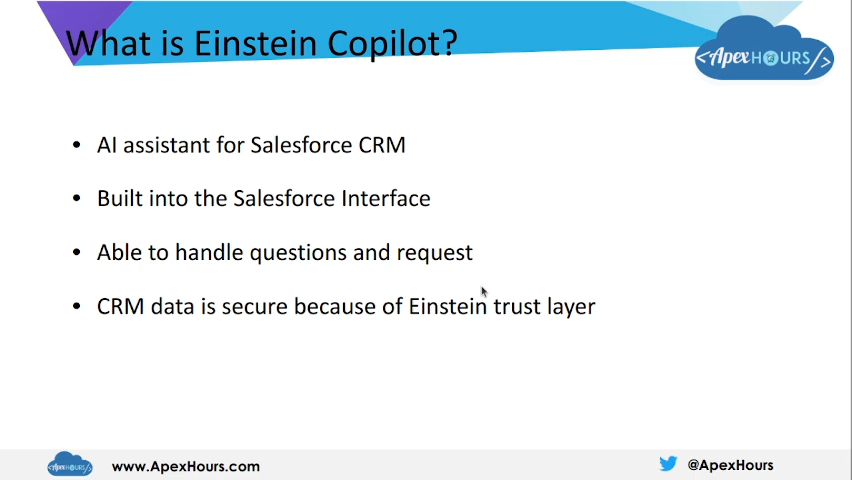 What is Einstein Copilot?
<ApexHOURS/>
• AI assistant for Salesforce CRM
• Built into the Salesforce Interface
• Able to handle questions and request
• CRM data is secure because of Einstein trust layer
<ApexHOURS/>
www.ApexHours.com
@ApexHours